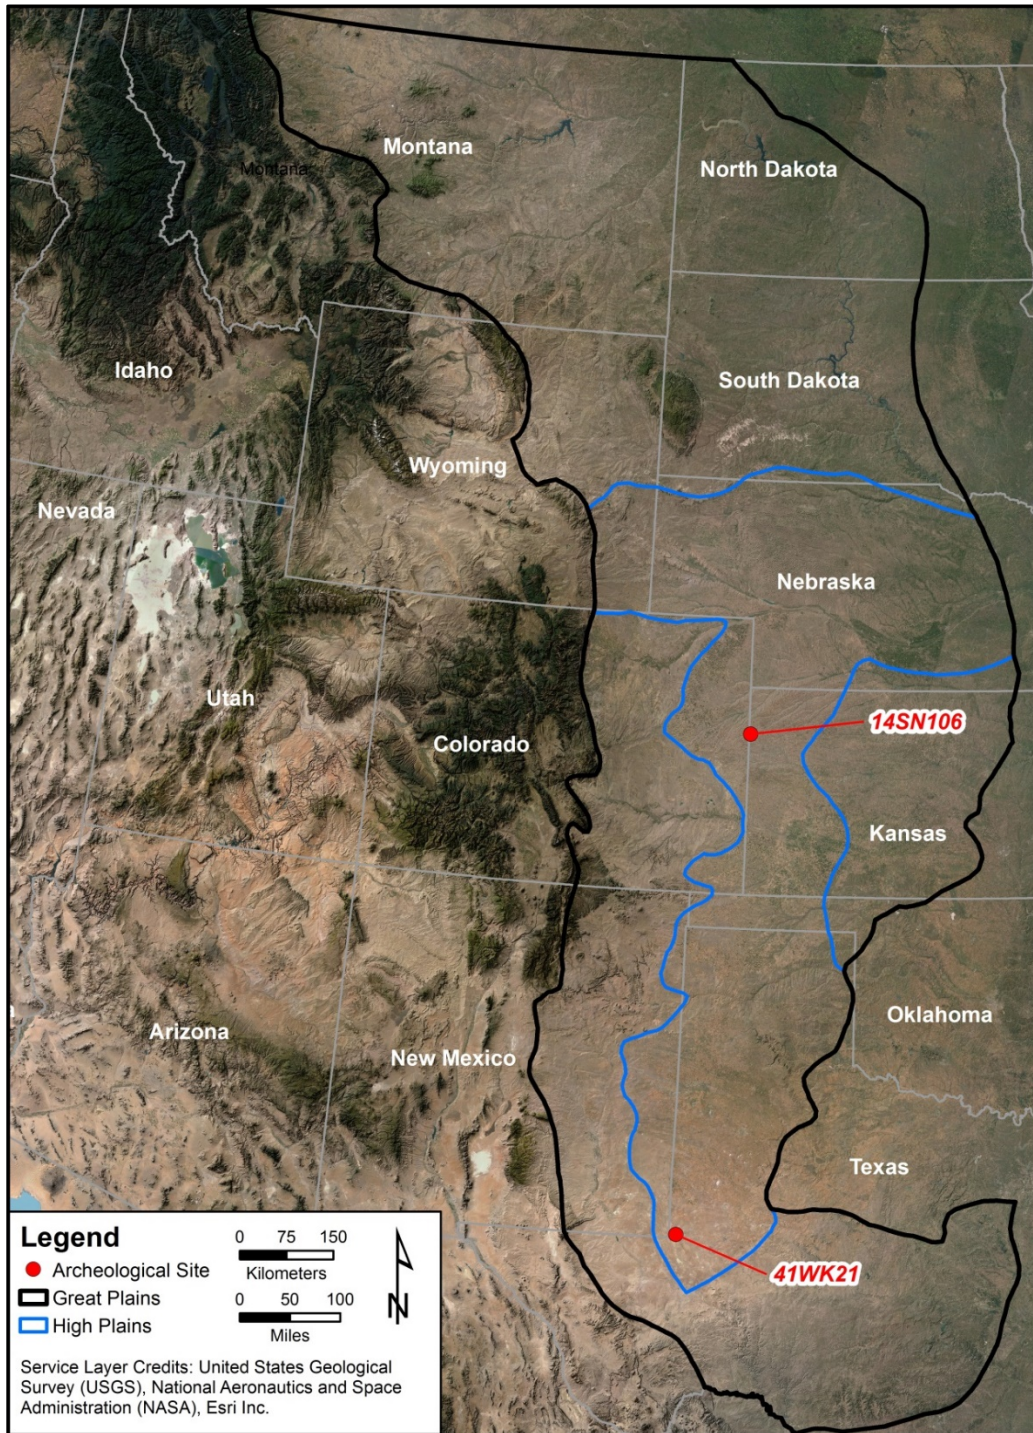 Montana
North Dakota
Montana
Idaho
South Dakota
Wyoming
Nevada
Nebraska
Utah
14SN106
Colorado
Kansas
Oklahoma
Arizona
New Mexico
Texas
41WK21
Legend
Archeological Site
Great Plains
High Plains
0 75 150
Kilometers
0 50 100
Miles
N
Service Layer Credits: United States Geological
Survey (USGS), National Aeronautics and Space
Administration (NASA), Esri Inc.